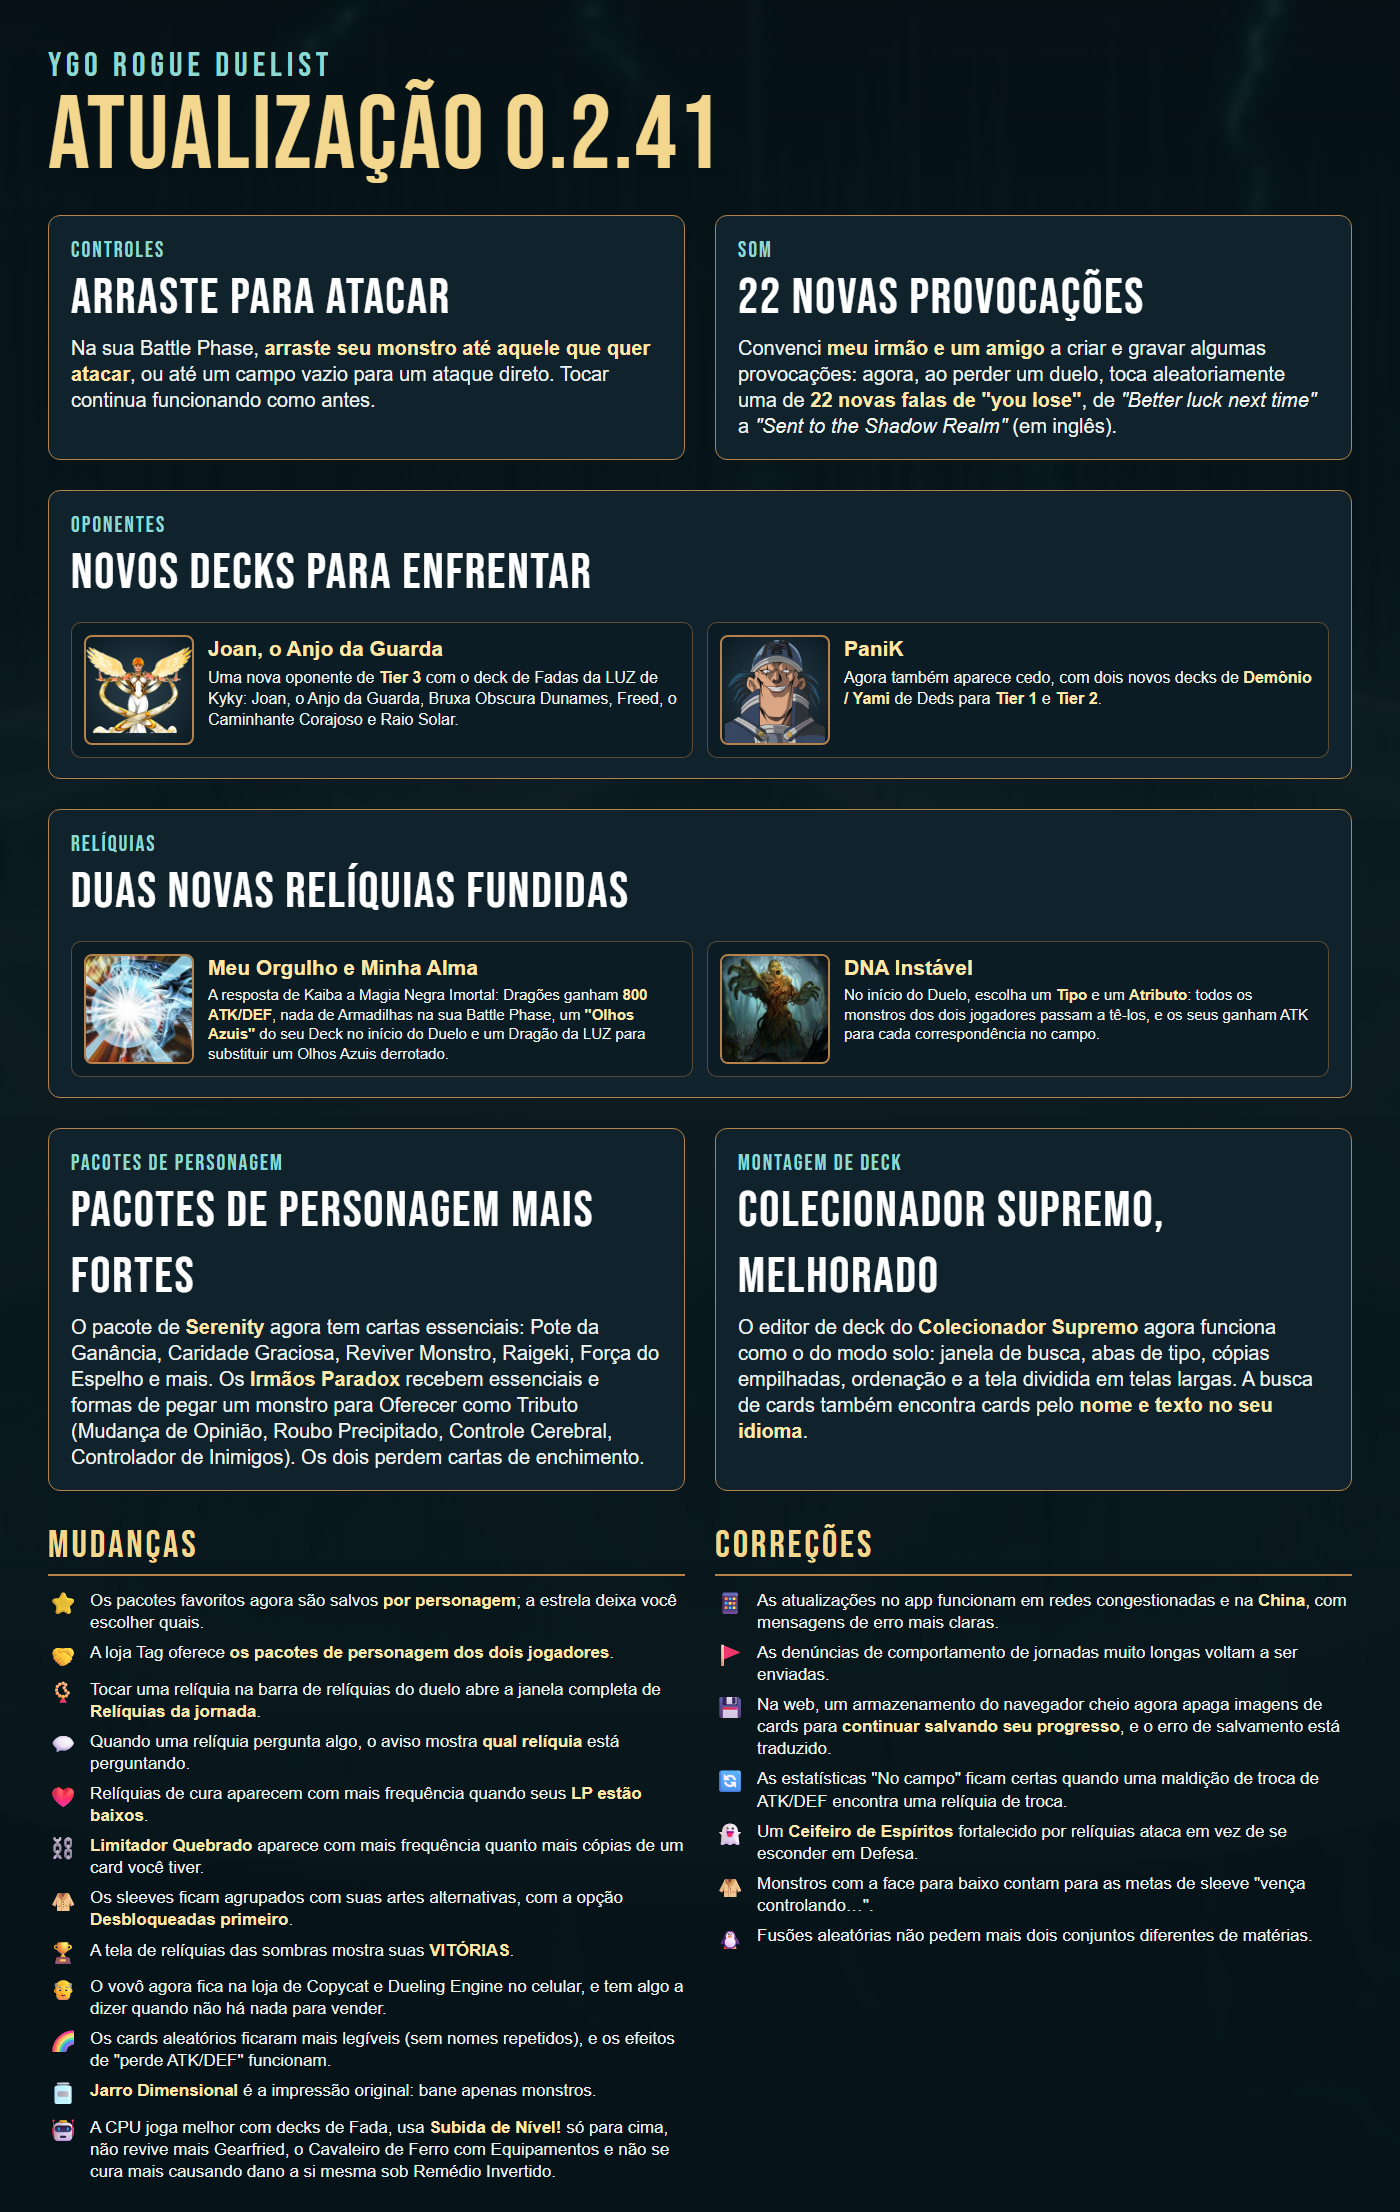 YGO ROGUE DUELIST
ATUALIZAÇÃO 0.2.41
CONTROLES
ARRASTE PARA ATACAR
Na sua Battle Phase, arraste seu monstro até aquele que quer
atacar, ou até um campo vazio para um ataque direto. Tocar
continua funcionando como antes.
SOM
22 NOVAS PROVOCAÇÕES
Convenci meu irmão e um amigo a criar e gravar algumas
provocações: agora, ao perder um duelo, toca aleatoriamente
uma de 22 novas falas de "you lose", de "Better luck next time"
a "Sent to the Shadow Realm" (em inglês).
OPONENTES
NOVOS DECKS PARA ENFRENTAR
Joan, o Anjo da Guarda
Uma nova oponente de Tier 3 com o deck de Fadas da LUZ de
Kyky: Joan, o Anjo da Guarda, Bruxa Obscura Dunames, Freed, o
Caminhante Corajoso e Raio Solar.
PaniK
Agora também aparece cedo, com dois novos decks de Demônio
/ Yami de Deds para Tier 1 e Tier 2.
RELÍQUIAS
DUAS NOVAS RELÍQUIAS FUNDIDAS
Meu Orgulho e Minha Alma
A resposta de Kaiba a Magia Negra Imortal: Dragões ganham 800
ATK/DEF, nada de Armadilhas na sua Battle Phase, um "Olhos
Azuis" do seu Deck no início do Duelo e um Dragão da LUZ para
substituir um Olhos Azuis derrotado.
DNA Instável
No início do Duelo, escolha um Tipo e um Atributo: todos os
monstros dos dois jogadores passam a tê-los, e os seus ganham ATK
para cada correspondência no campo.
PACOTES DE PERSONAGEM
PACOTES DE PERSONAGEM MAIS
FORTES
O pacote de Serenity agora tem cartas essenciais: Pote da
Ganância, Caridade Graciosa, Reviver Monstro, Raigeki, Força do
Espelho e mais. Os Irmãos Paradox recebem essenciais e
formas de pegar um monstro para Oferecer como Tributo
(Mudança de Opinião, Roubo Precipitado, Controle Cerebral,
Controlador de Inimigos). Os dois perdem cartas de enchimento.
MONTAGEM DE DECK
COLECIONADOR SUPREMO,
MELHORADO
O editor de deck do Colecionador Supremo agora funciona
como o do modo solo: janela de busca, abas de tipo, cópias
empilhadas, ordenação e a tela dividida em telas largas. A busca
de cards também encontra cards pelo nome e texto no seu
idioma.
MUDANÇAS
Os pacotes favoritos agora são salvos por personagem; a estrela deixa você
escolher quais.
A loja Tag oferece os pacotes de personagem dos dois jogadores.
Tocar uma relíquia na barra de relíquias do duelo abre a janela completa de
Relíquias da jornada.
Quando uma relíquia pergunta algo, o aviso mostra qual relíquia está
perguntando.
Relíquias de cura aparecem com mais frequência quando seus LP estão
baixos.
Limitador Quebrado aparece com mais frequência quanto mais cópias de um
card você tiver.
Os sleeves ficam agrupados com suas artes alternativas, com a opção
Desbloqueadas primeiro.
A tela de relíquias das sombras mostra suas VITÓRIAS.
O vovô agora fica na loja de Copycat e Dueling Engine no celular, e tem algo a
dizer quando não há nada para vender.
Os cards aleatórios ficaram mais legíveis (sem nomes repetidos), e os efeitos
de "perde ATK/DEF" funcionam.
Jarro Dimensional é a impressão original: bane apenas monstros.
A CPU joga melhor com decks de Fada, usa Subida de Nível! só para cima,
não revive mais Gearfried, o Cavaleiro de Ferro com Equipamentos e não se
cura mais causando dano a si mesma sob Remédio Invertido.
CORREÇÕES
As atualizações no app funcionam em redes congestionadas e na China, com
mensagens de erro mais claras.
As denúncias de comportamento de jornadas muito longas voltam a ser
enviadas.
Na web, um armazenamento do navegador cheio agora apaga imagens de
cards para continuar salvando seu progresso, e o erro de salvamento está
traduzido.
As estatísticas "No campo" ficam certas quando uma maldição de troca de
ATK/DEF encontra uma relíquia de troca.
Um Ceifeiro de Espíritos fortalecido por relíquias ataca em vez de se
esconder em Defesa.
Monstros com a face para baixo contam para as metas de sleeve "vença
controlando…".
Fusões aleatórias não pedem mais dois conjuntos diferentes de matérias.